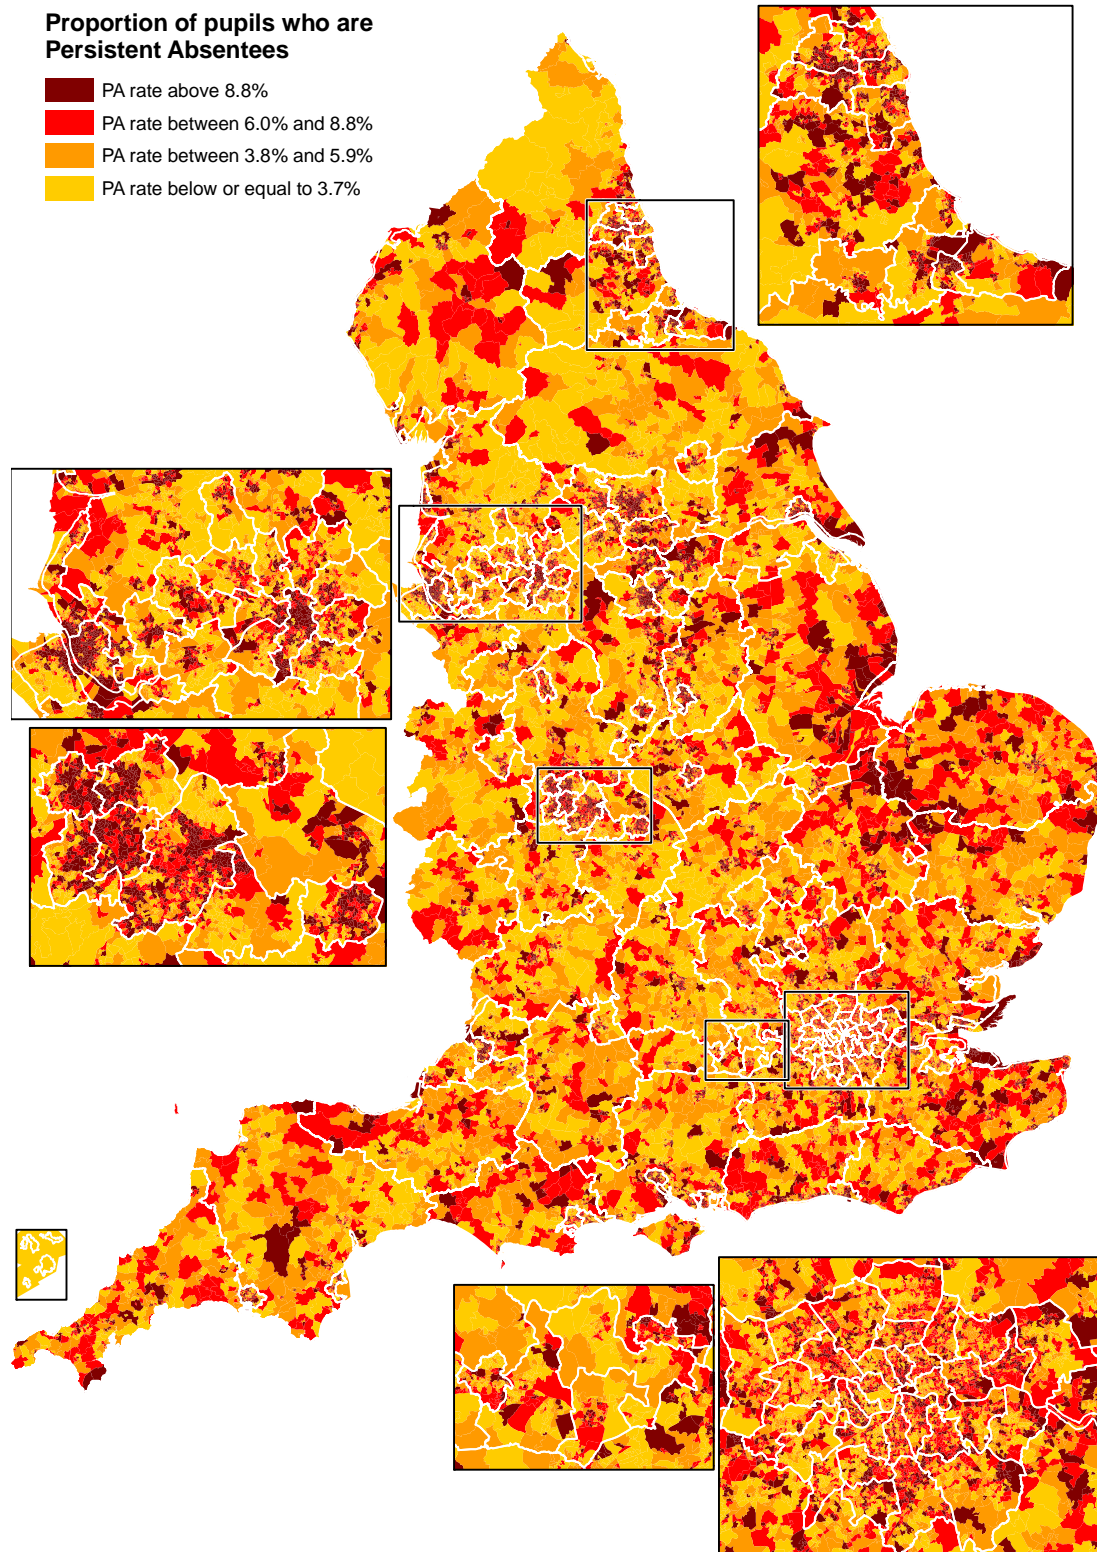 Proportion of pupils who are
Persistent Absentees
PA rate above 8.8%
PA rate between 6.0% and 8.8%
PA rate between 3.8% and 5.9%
PA rate below or equal to 3.7%